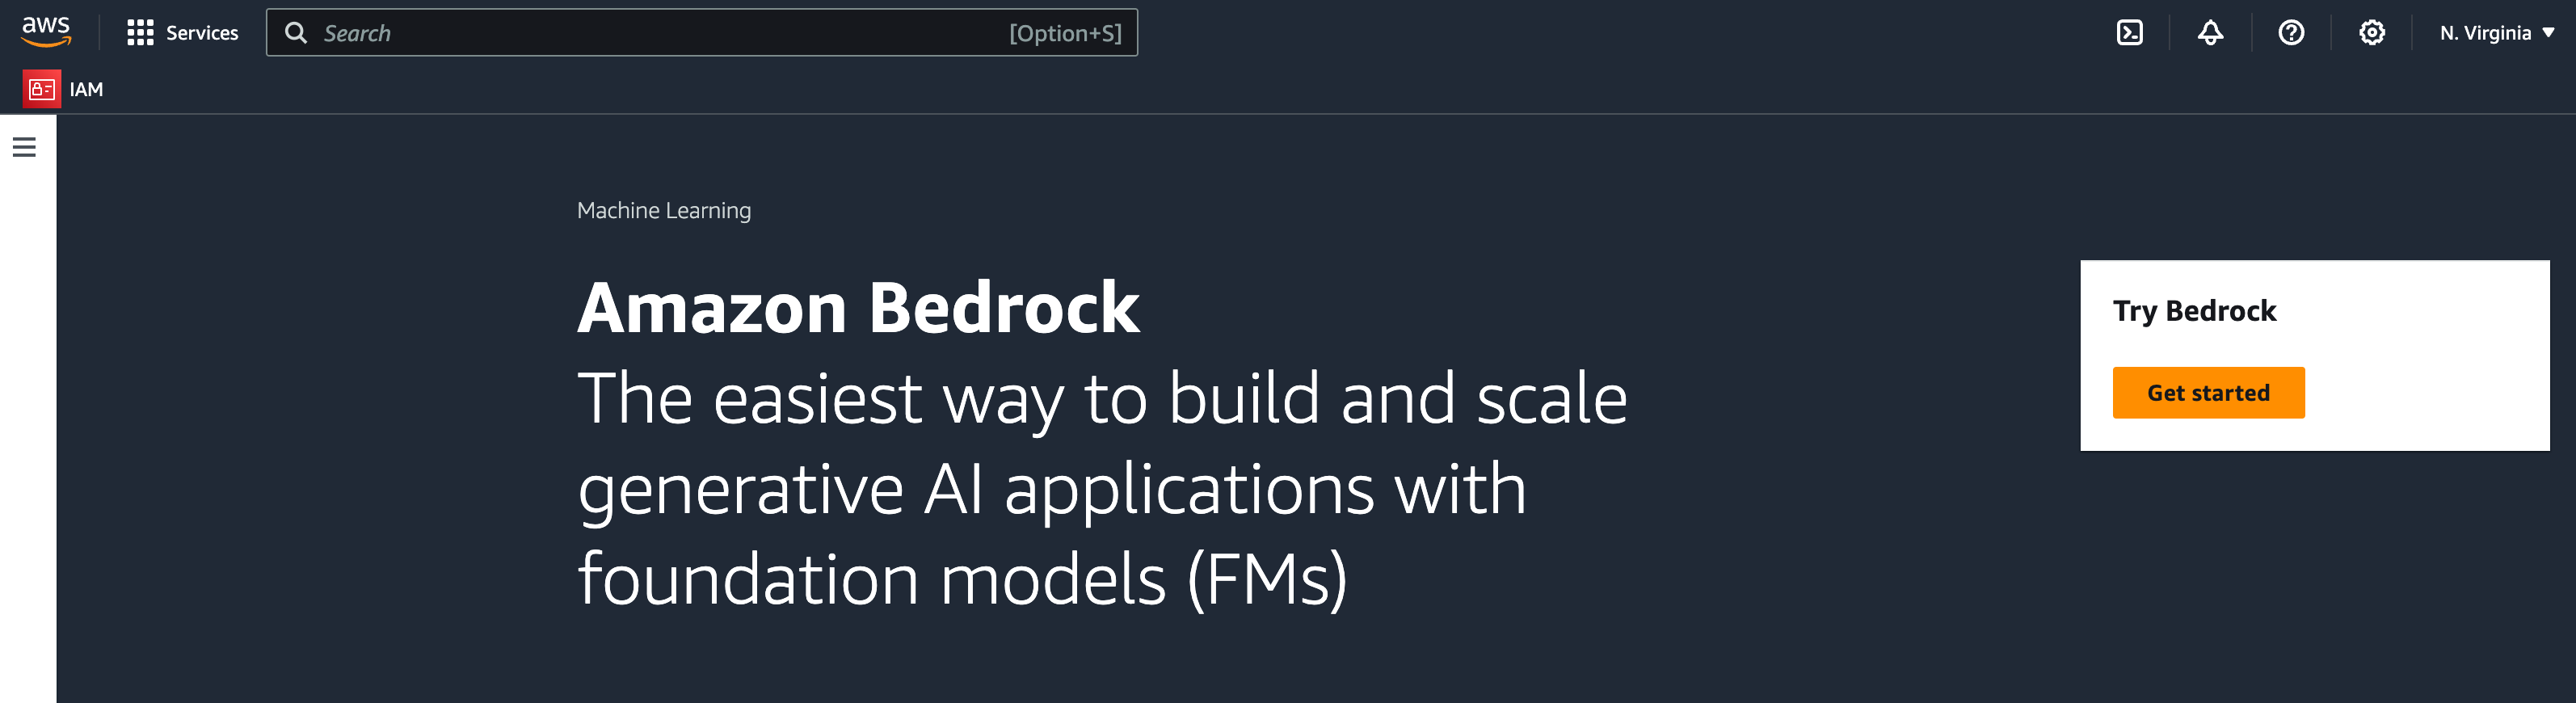 aws
Services
Search
[Option+S]
N. Virginia
IAM
Machine Learning
Amazon Bedrock
The easiest way to build and scale
generative AI applications with
foundation models (FMs)
Try Bedrock
Get started